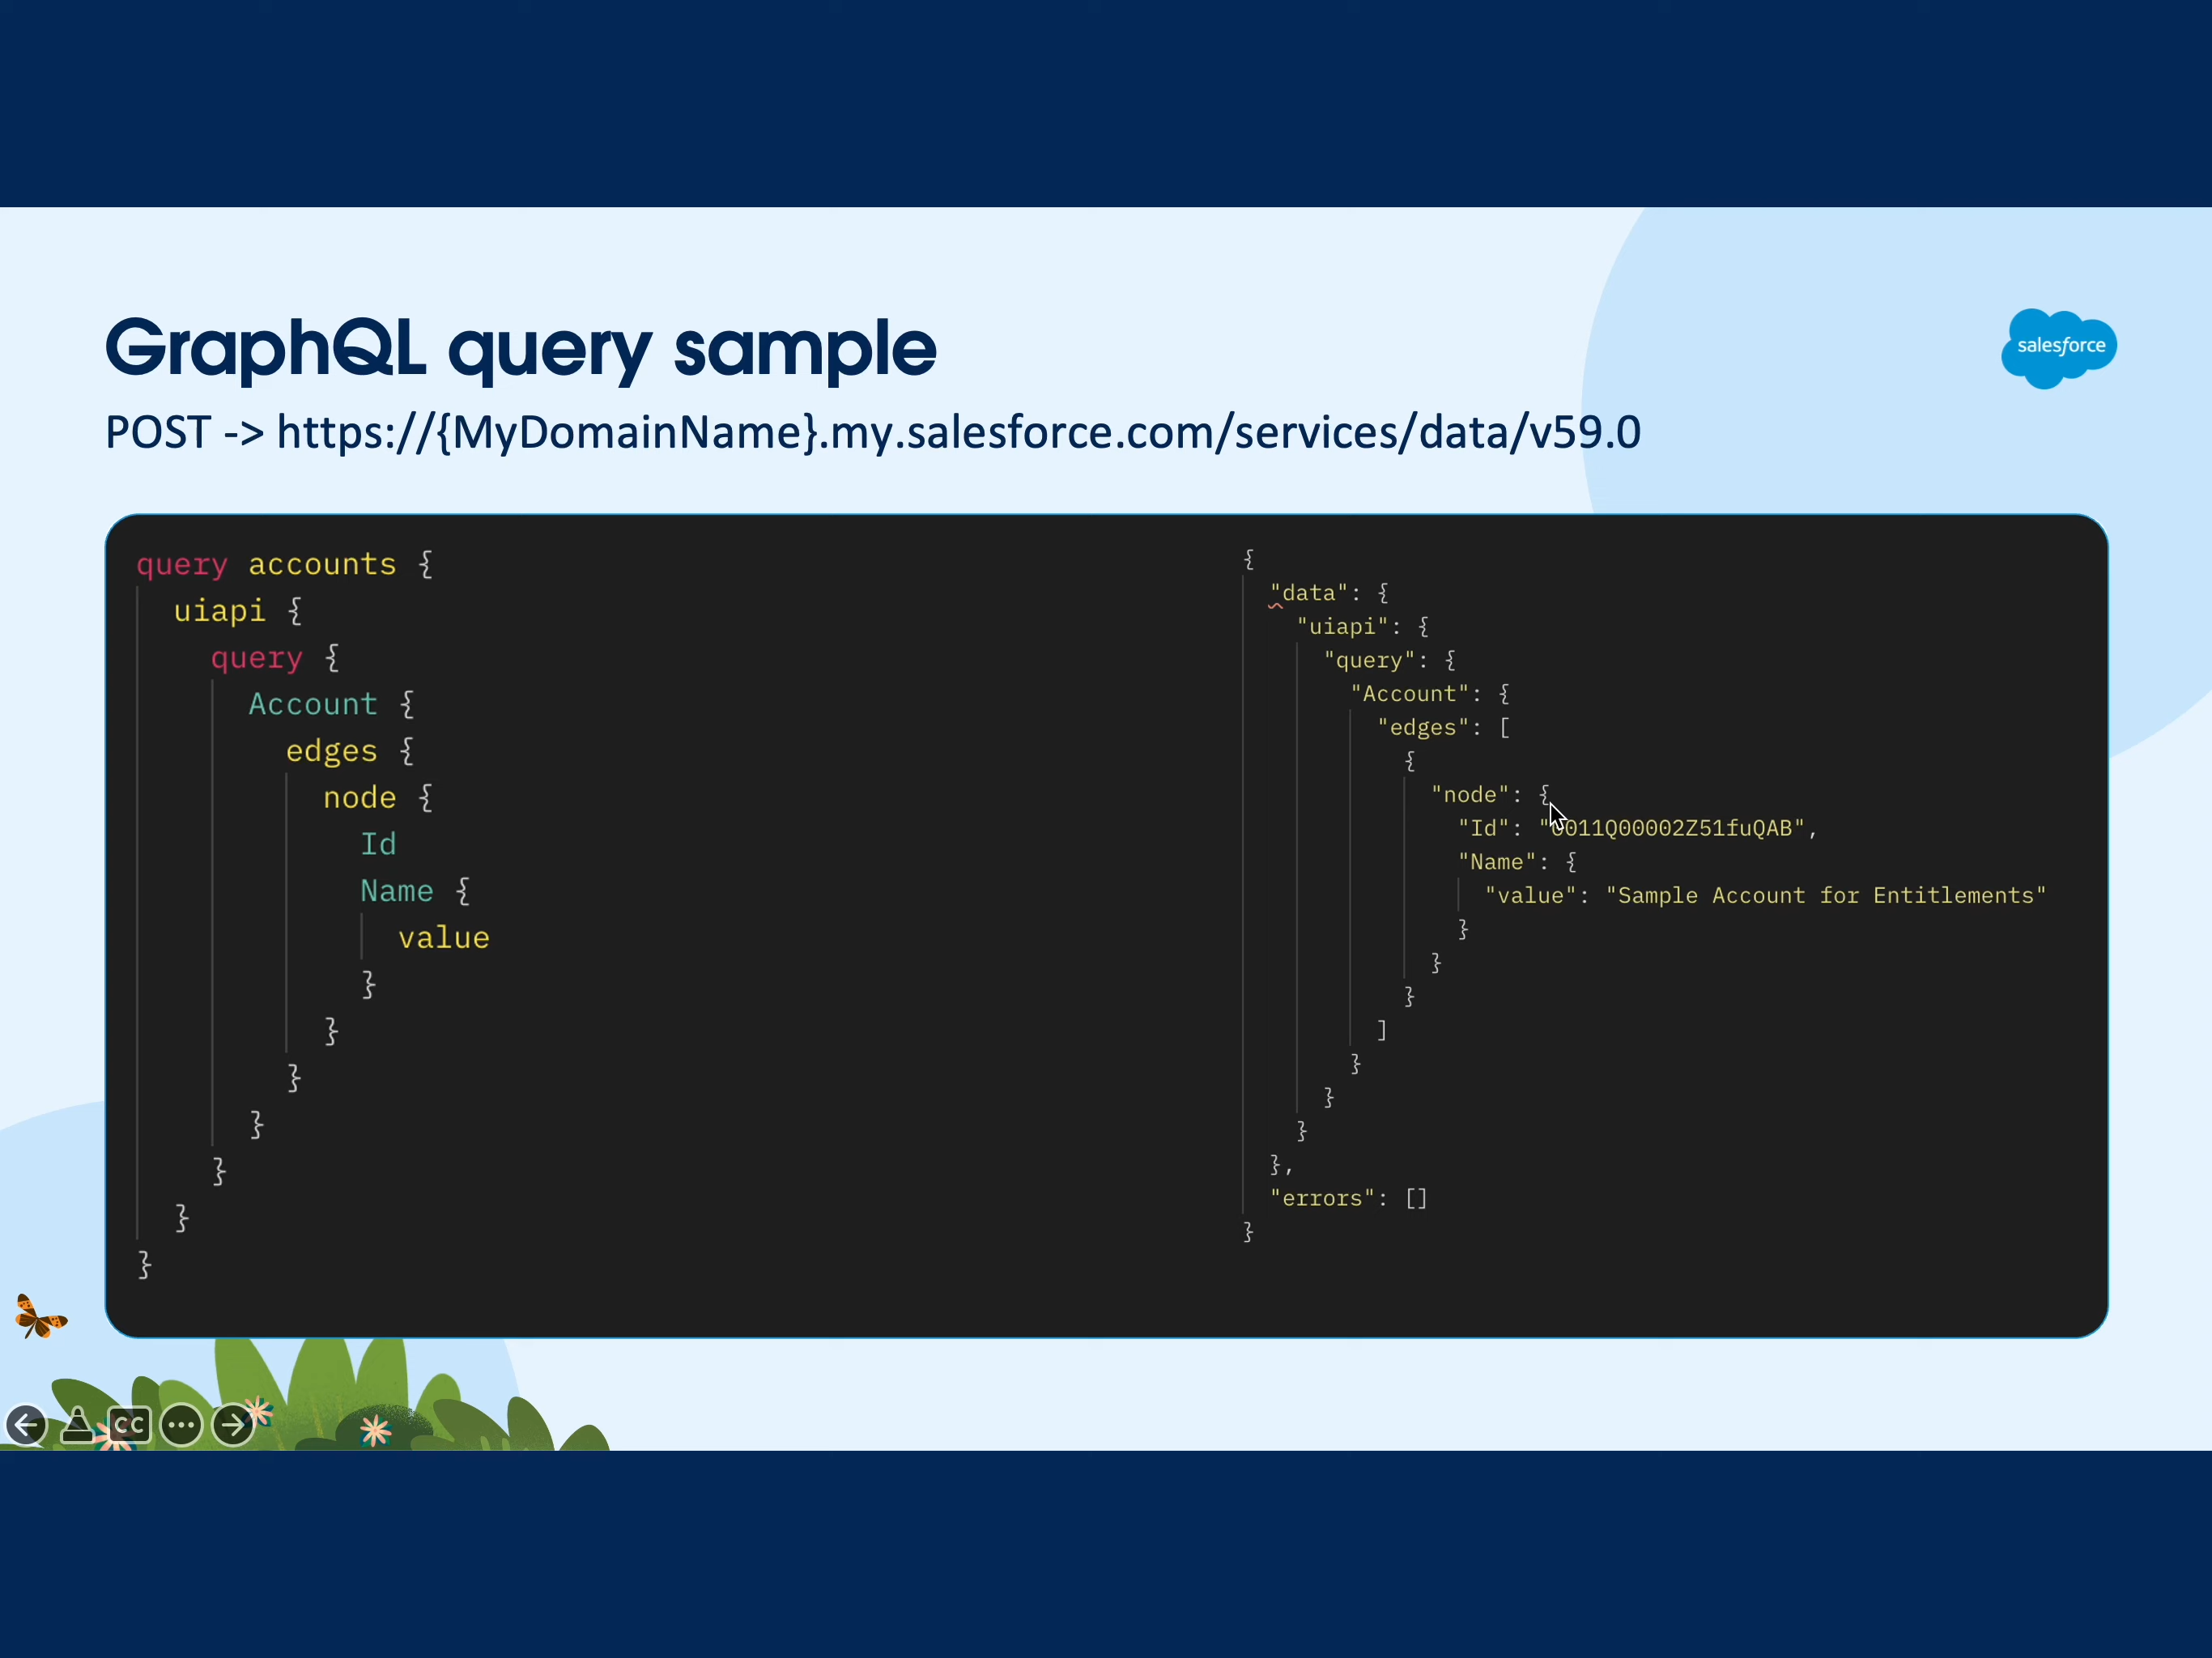 GraphQL query sample
salesforce
POST -> https://{MyDomainName}.my.salesforce.com/services/data/v59.0
query accounts {
uiapi {
query {
Account {
edges {
node {
Id
Name {
value
}
}
}
}
}
}
}
{
"data": {
"uiapi": {
"query": {
"Account": {
"edges": [
{
"node": {
"Id": "0011Q00002Z51fuQAB",
"Name": {
"value": "Sample Account for Entitlements"
}
}
}
]
}
}
}
},
"errors": []
}
CC